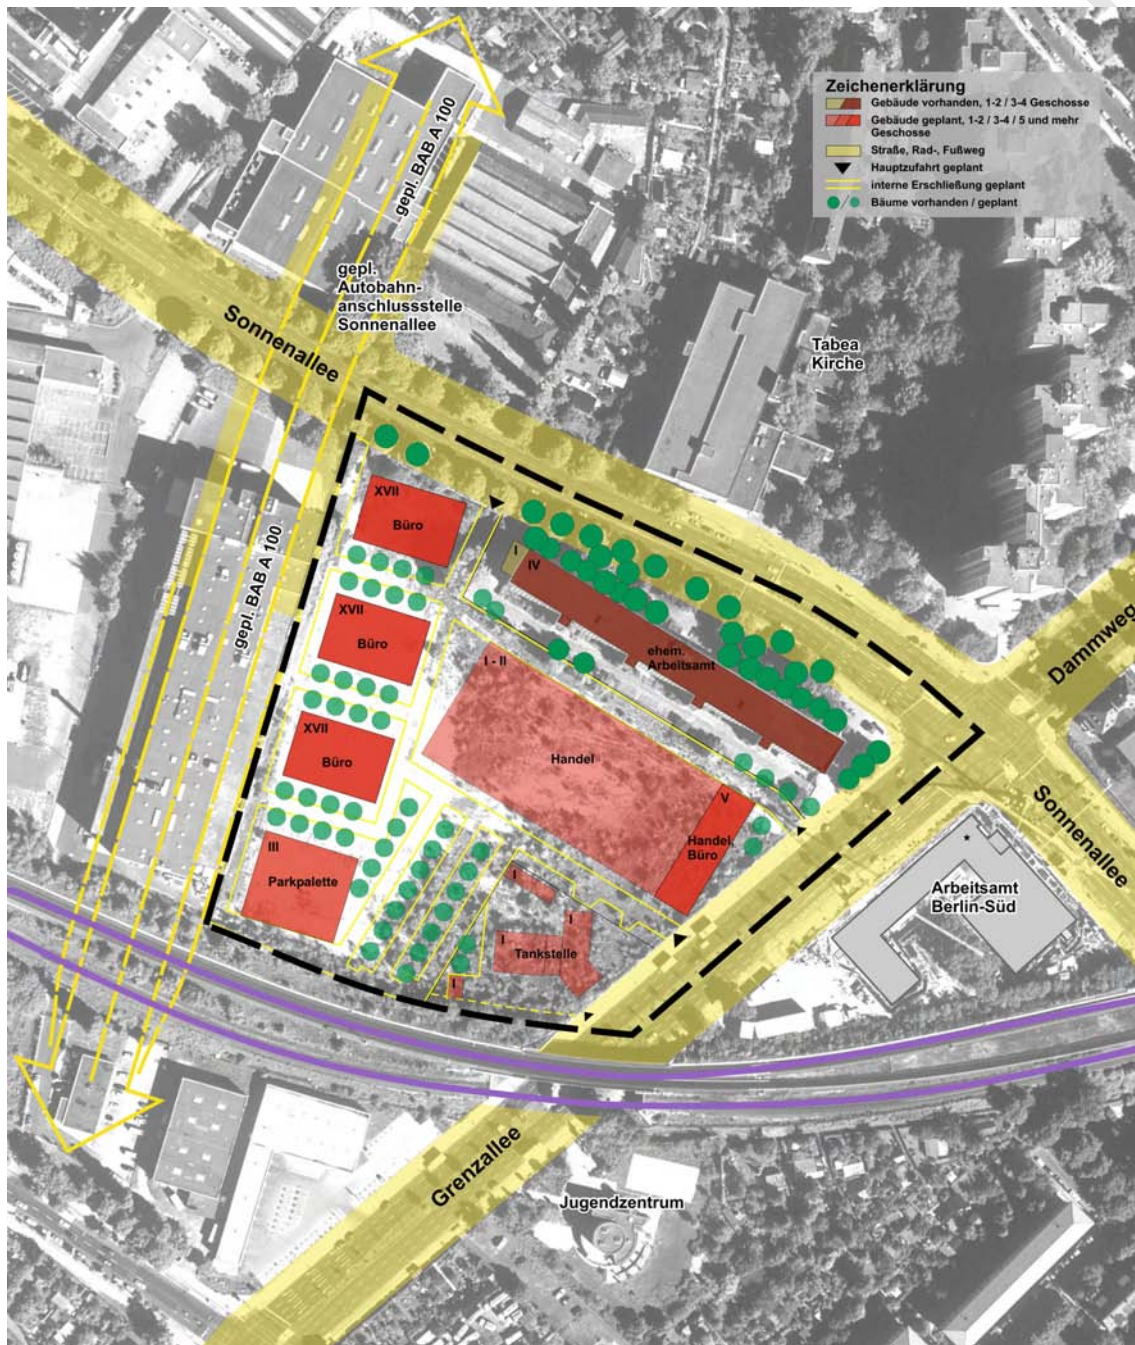 Zeichenerklärung
Gebäude vorhanden, 1-2 / 3-4 Geschosse
Gebäude geplant, 1-2 / 3-4 / 5 und mehr
Geschosse
Straße, Rad-, Fußweg
Hauptzufahrt geplant
interne Erschließung geplant
Bäume vorhanden / geplant
gepl. BAB A 100
gepl.
Autobahn-
anschlussstelle
Sonnenallee
Sonnenallee
Tabea
Kirche
XVII
Büro
I
IV
ehem.
Arbeitsamt
Dammweg
gepl. BAB A 100
XVII
Büro
I - II
Handel
XVII
Büro
V
Handel,
Büro
Sonnenallee
III
Parkpalette
I
I
I
Tankstelle
I
Arbeitsamt
Berlin-Süd
Grenzallee
Jugendzentrum